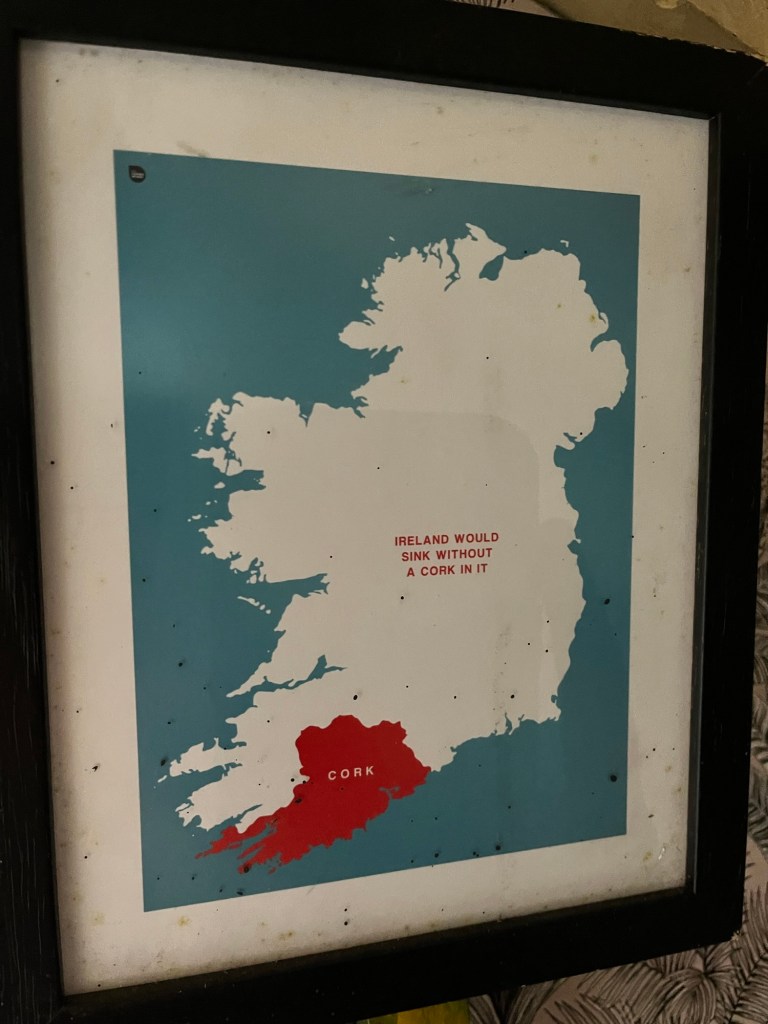 IRELAND WOULD
SINK WITHOUT
A CORK IN IT
CORK